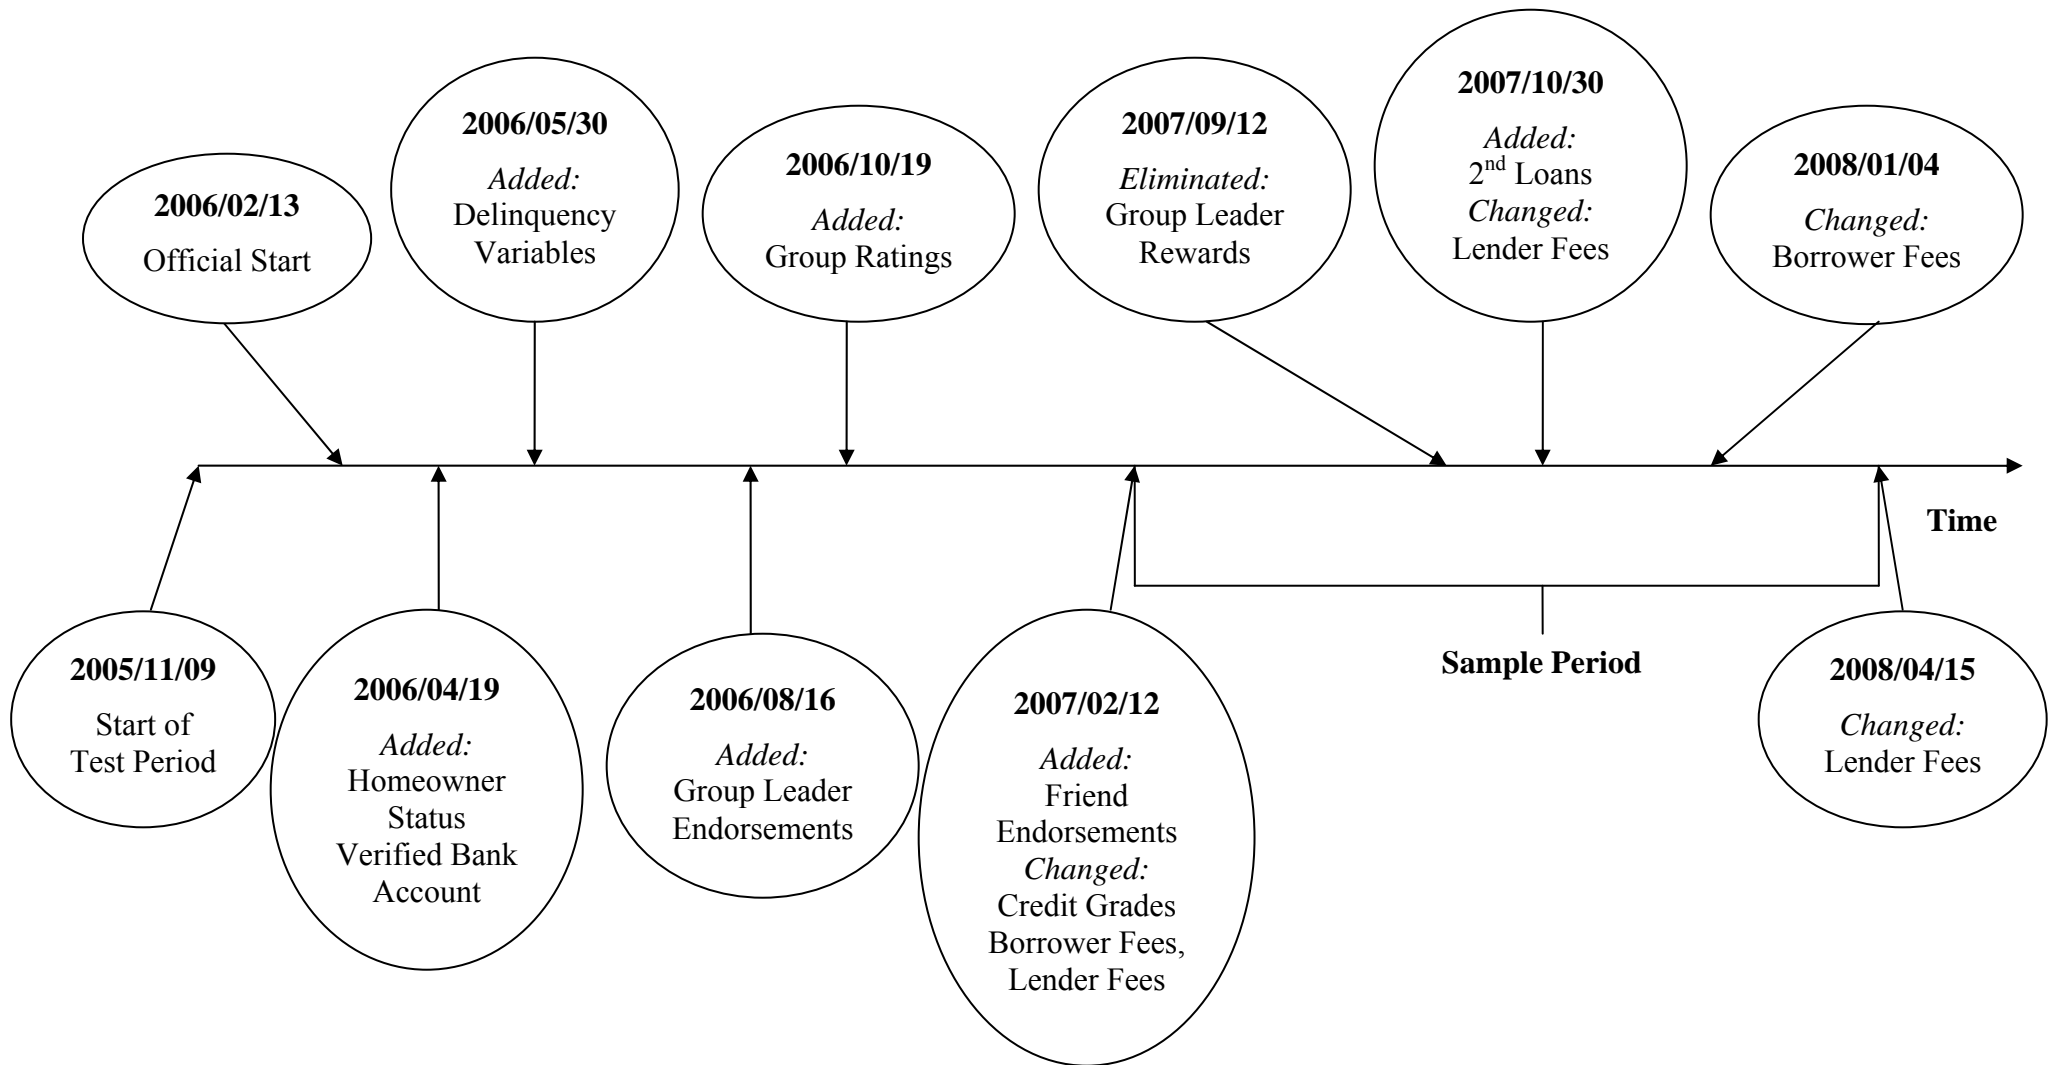 2006/02/13
Official Start
2006/05/30
Added:
Delinquency
Variables
2006/10/19
Added:
Group Ratings
2007/09/12
Eliminated:
Group Leader
Rewards
2007/10/30
Added:
2nd Loans
Changed:
Lender Fees
2008/01/04
Changed:
Borrower Fees
Time
2005/11/09
Start of
Test Period
2006/04/19
Added:
Homeowner
Status
Verified Bank
Account
2006/08/16
Added:
Group Leader
Endorsements
2007/02/12
Added:
Friend
Endorsements
Changed:
Credit Grades
Borrower Fees,
Lender Fees
Sample Period
2008/04/15
Changed:
Lender Fees